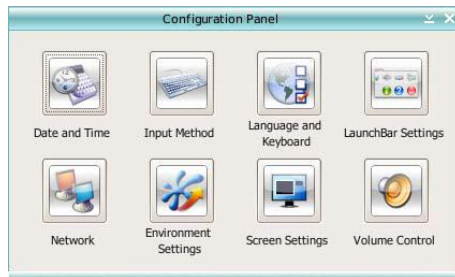 Configuration Panel
Date and Time
Input Method
Language and
Keyboard
LaunchBar Settings
Network
Environment
Settings
Screen Settings
Volume Control